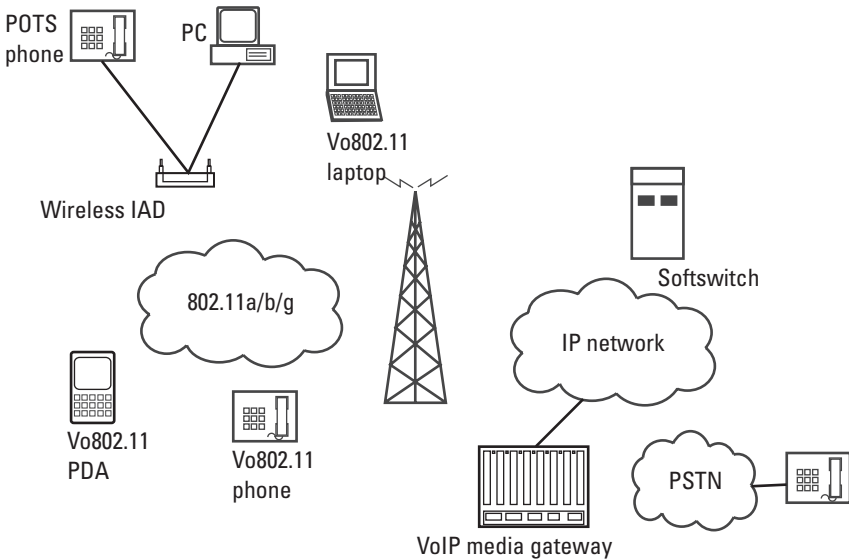 POTS
phone
PC
Vo802.11
laptop
Wireless IAD
Softswitch
802.11a/b/g
IP network
Vo802.11
PDA
Vo802.11
phone
PSTN
VoIP media gateway